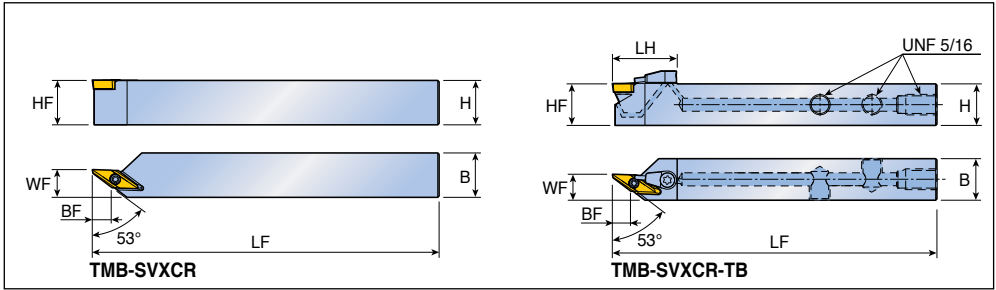 HF
H
WF
B
BF
53°
LF
TMB-SVXCR
LH
UNF 5/16
HF
H
WF
B
BF
53°
LF
TMB-SVXCR-TB